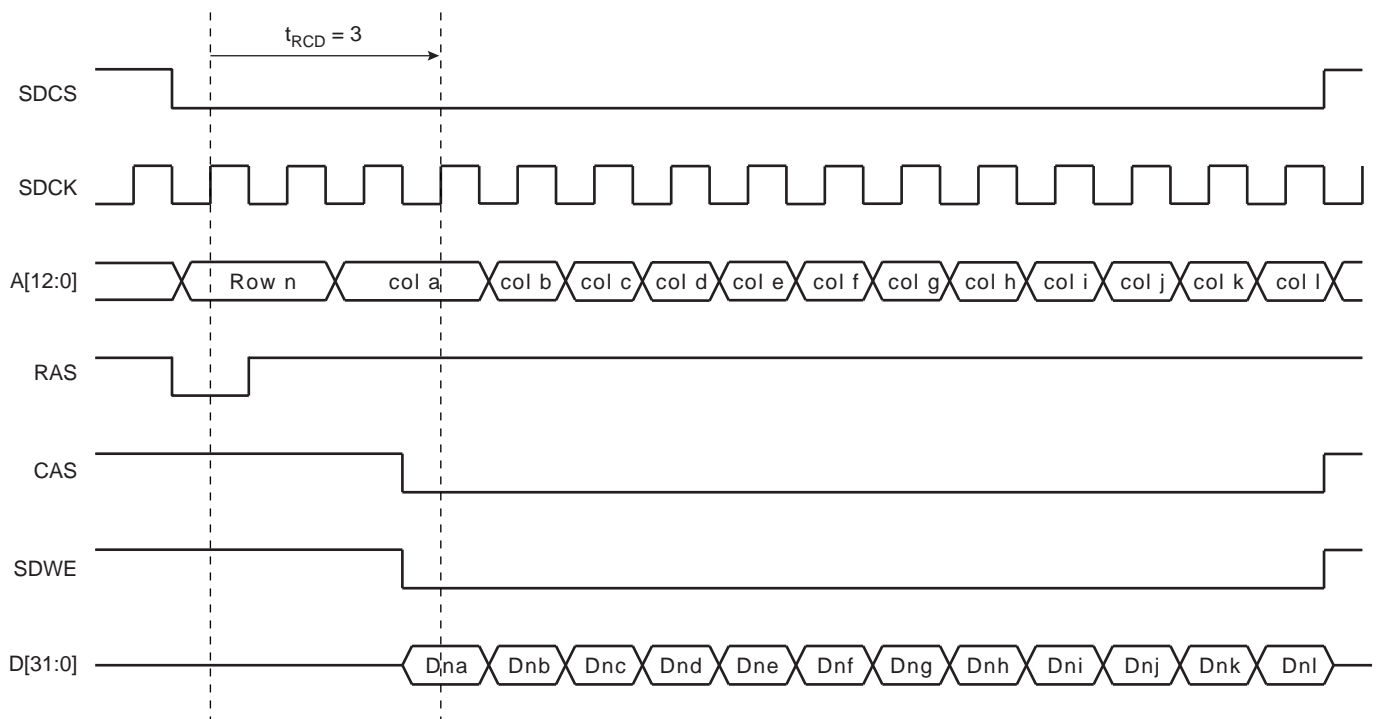 tRCD = 3
SDCS
SDCK
A[12:0] Row n col a col b col c col d col e col f col g col h col i col j col k col l
RAS
CAS
SDWE
D[31:0] Dna Dnb Dnc Dnd Dne Dnf Dng Dnh Dni Dnj Dnk Dnl